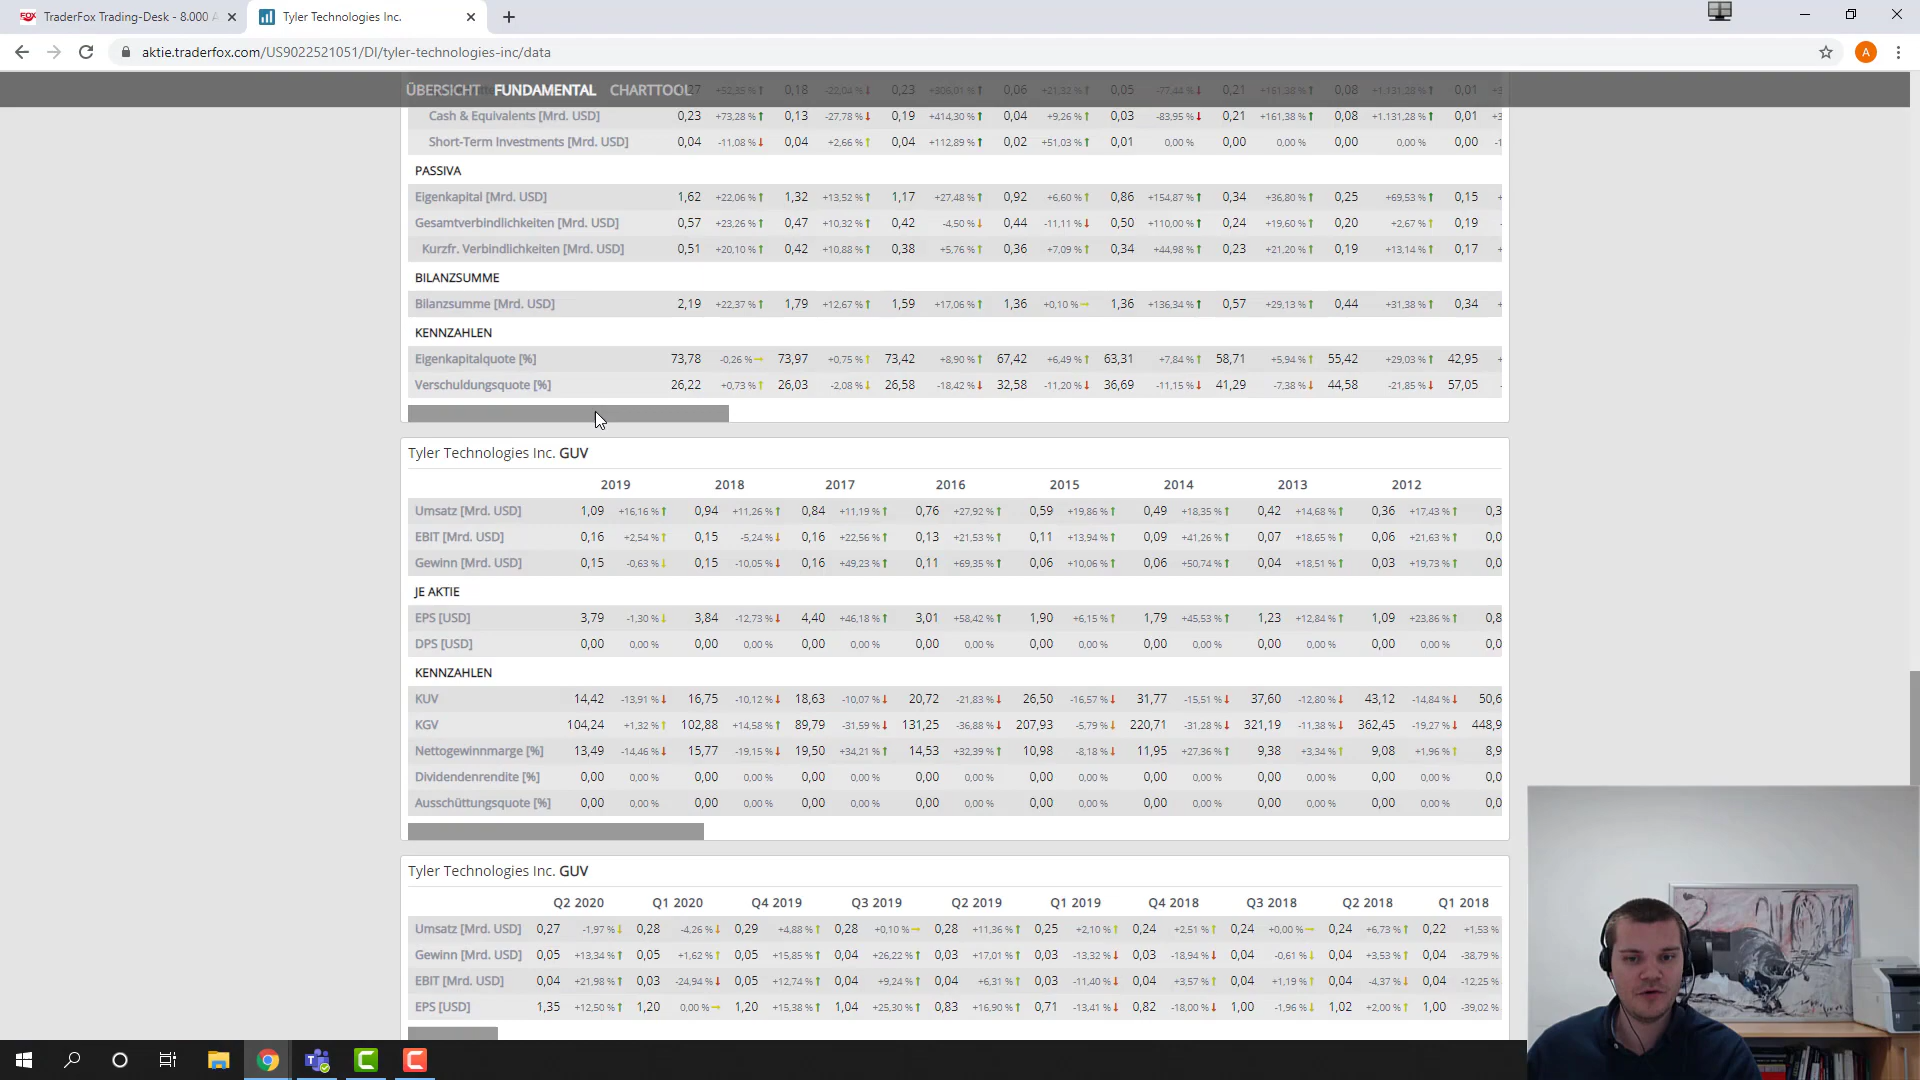 TraderFox Trading-Desk - 8.000 A
Tyler Technologies Inc.
aktie.traderfox.com/US9022521051/DI/tyler-technologies-inc/data
A
ÜBERSICHT FUNDAMENTAL CHARTTOOL
27 +52,35 % 0,18 -22,04 % 0,23 +306,01 % 0,06 +21,32 % 0,05 -77,44 % 0,21 +161,38 % 0,08 +1.131,28 % 0,01
Cash & Equivalents [Mrd. USD] 0,23 +73,28 % 0,13 -27,78 % 0,19 +414,30 % 0,04 +9,26 % 0,03 -83,95 % 0,21 +161,38 % 0,08 +1.131,28 % 0,01
Short-Term Investments [Mrd. USD] 0,04 -11,08 % 0,04 +2,66 % 0,04 +112,89 % 0,02 +51,03 % 0,01 0,00 % 0,00 0,00 % 0,00 0,00 % 0,00
PASSIVA
Eigenkapital [Mrd. USD] 1,62 +22,06 % 1,32 +13,52 % 1,17 +27,48 % 0,92 +6,60 % 0,86 +154,87 % 0,34 +36,80 % 0,25 +69,53 % 0,15
Gesamtverbindlichkeiten [Mrd. USD] 0,57 +23,26 % 0,47 +10,32 % 0,42 -4,50 % 0,44 -11,11 % 0,50 +110,00 % 0,24 +19,60 % 0,20 +2,67 % 0,19
Kurzfr. Verbindlichkeiten [Mrd. USD] 0,51 +20,10 % 0,42 +10,88 % 0,38 +5,76 % 0,36 +7,09 % 0,34 +44,98 % 0,23 +21,20 % 0,19 +13,14 % 0,17
BILANZSUMME
Bilanzsumme [Mrd. USD] 2,19 +22,37 % 1,79 +12,67 % 1,59 +17,06 % 1,36 +0,10 % 1,36 +136,34 % 0,57 +29,13 % 0,44 +31,38 % 0,34
KENNZAHLEN
Eigenkapitalquote [%] 73,78 -0,26 % 73,97 +0,75 % 73,42 +8,90 % 67,42 +6,49 % 63,31 +7,84 % 58,71 +5,94 % 55,42 +29,03 % 42,95
Verschuldungsquote [%] 26,22 +0,73 % 26,03 -2,08 % 26,58 -18,42 % 32,58 -11,20 % 36,69 -11,15 % 41,29 -7,38 % 44,58 -21,85 % 57,05
Tyler Technologies Inc. GUV
2019 2018 2017 2016 2015 2014 2013 2012
Umsatz [Mrd. USD] 1,09 +16,16 % 0,94 +11,26 % 0,84 +11,19 % 0,76 +27,92 % 0,59 +19,86 % 0,49 +18,35 % 0,42 +14,68 % 0,36 +17,43 % 0,3
EBIT [Mrd. USD] 0,16 +2,54 % 0,15 -5,24 % 0,16 +22,56 % 0,13 +21,53 % 0,11 +13,94 % 0,09 +41,26 % 0,07 +18,65 % 0,06 +21,63 % 0,0
Gewinn [Mrd. USD] 0,15 -0,63 % 0,15 -10,05 % 0,16 +49,23 % 0,11 +69,35 % 0,06 +10,06 % 0,06 +50,74 % 0,04 +18,51 % 0,03 +19,73 % 0,0
JE AKTIE
EPS [USD] 3,79 -1,30 % 3,84 -12,73 % 4,40 +46,18 % 3,01 +58,42 % 1,90 +6,15 % 1,79 +45,53 % 1,23 +12,84 % 1,09 +23,86 % 0,8
DPS [USD] 0,00 0,00 % 0,00 0,00 % 0,00 0,00 % 0,00 0,00 % 0,00 0,00 % 0,00 0,00 % 0,00 0,00 % 0,00 0,00 % 0,0
KENNZAHLEN
KUV 14,42 -13,91 % 16,75 -10,12 % 18,63 -10,07 % 20,72 -21,83 % 26,50 -16,57 % 31,77 -15,51 % 37,60 -12,80 % 43,12 -14,84 % 50,6
KGV 104,24 +1,32 % 102,88 +14,58 % 89,79 -31,59 % 131,25 -36,88 % 207,93 -5,79 % 220,71 -31,28 % 321,19 -11,38 % 362,45 -19,27 % 448,9
Nettogewinnmarge [%] 13,49 -14,46 % 15,77 -19,15 % 19,50 +34,21 % 14,53 +32,39 % 10,98 -8,18 % 11,95 +27,36 % 9,38 +3,34 % 9,08 +1,96 % 8,9
Dividendenrendite [%] 0,00 0,00 % 0,00 0,00 % 0,00 0,00 % 0,00 0,00 % 0,00 0,00 % 0,00 0,00 % 0,00 0,00 % 0,00 0,00 % 0,0
Ausschüttungsquote [%] 0,00 0,00 % 0,00 0,00 % 0,00 0,00 % 0,00 0,00 % 0,00 0,00 % 0,00 0,00 % 0,00 0,00 % 0,00 0,00 % 0,0
Tyler Technologies Inc. GUV
Q2 2020 Q1 2020 Q4 2019 Q3 2019 Q2 2019 Q1 2019 Q4 2018 Q3 2018 Q2 2018 Q1 2018
Umsatz [Mrd. USD] 0,27 -1,97 % 0,28 -4,26 % 0,29 +4,88 % 0,28 +0,10 % 0,28 +11,36 % 0,25 +2,10 % 0,24 +2,51 % 0,24 +0,00 % 0,24 +6,73 % 0,22 +1,53 %
Gewinn [Mrd. USD] 0,05 +13,34 % 0,05 +1,62 % 0,05 +15,85 % 0,04 +26,22 % 0,03 +17,01 % 0,03 -13,32 % 0,03 -18,94 % 0,04 -0,61 % 0,04 +3,53 % 0,04 -38,79 %
EBIT [Mrd. USD] 0,04 +21,98 % 0,03 -24,94 % 0,05 +12,74 % 0,04 +9,24 % 0,04 +6,31 % 0,03 -11,40 % 0,04 +3,57 % 0,04 +1,19 % 0,04 -4,37 % 0,04 -12,25 %
EPS [USD] 1,35 +12,50 % 1,20 0,00 % 1,20 +15,38 % 1,04 +25,30 % 0,83 +16,90 % 0,71 -13,41 % 0,82 -18,00 % 1,00 -1,96 % 1,02 +2,00 % 1,00 -39,02 %